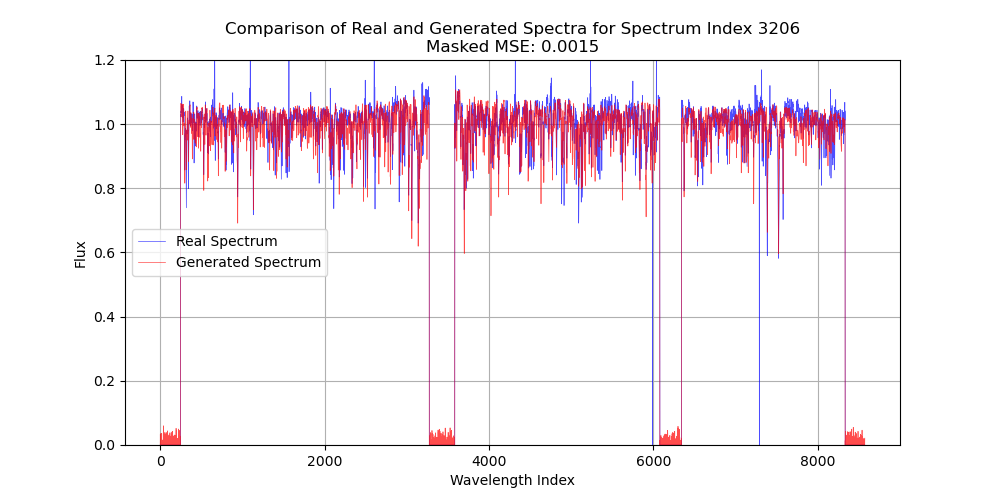 Comparison of Real and Generated Spectra for Spectrum Index 3206
Masked MSE: 0.0015
1.2
1.0
0.8
0.6
0.4
0.2
0.0
Flux
Real Spectrum
Generated Spectrum
0 2000 4000 6000 8000
Wavelength Index